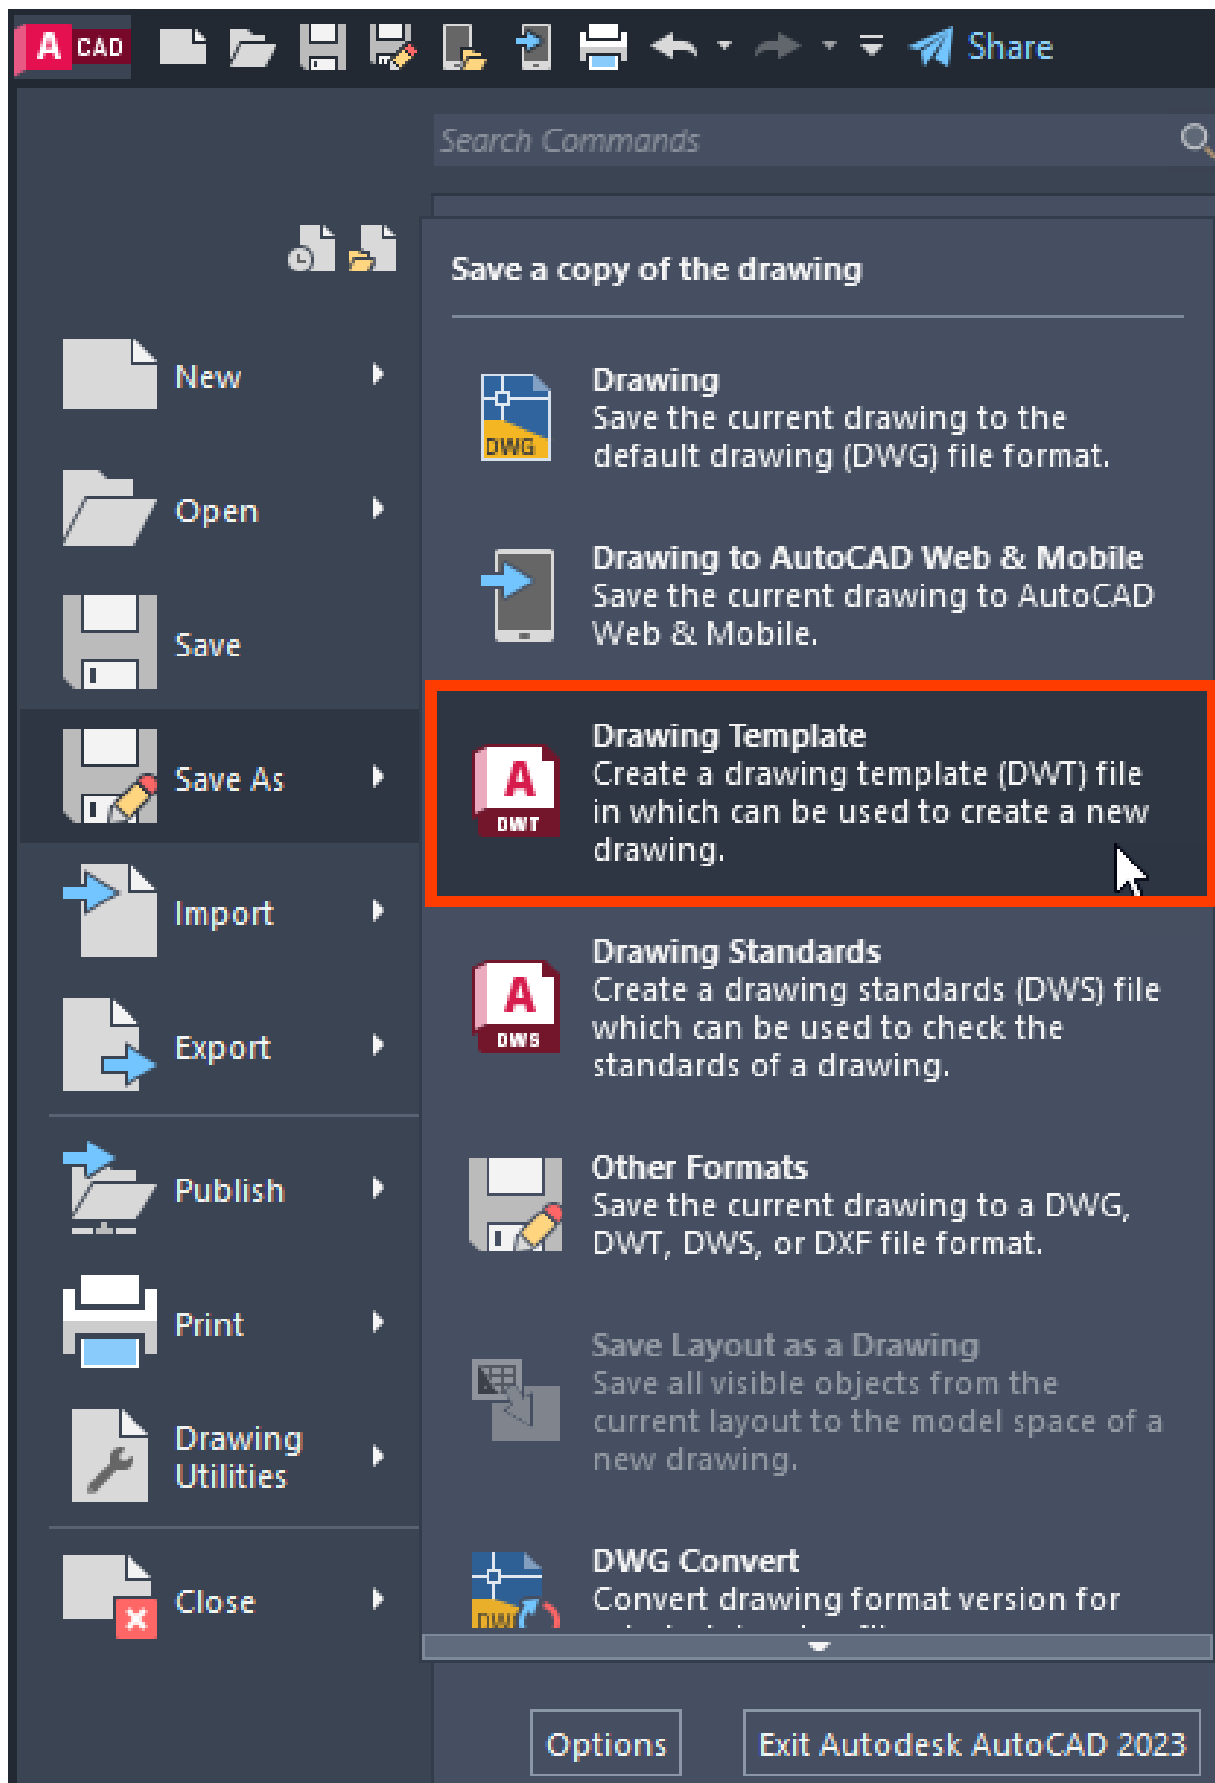 A CAD
Share
Search Commands
Save a copy of the drawing
New
Open
Save
Save As
Import
Export
Publish
Print
Drawing
Utilities
Close
Drawing
Save the current drawing to the
default drawing (DWG) file format.
DWG
Drawing to AutoCAD Web & Mobile
Save the current drawing to AutoCAD
Web & Mobile.
Drawing Template
Create a drawing template (DWT) file
in which can be used to create a new
drawing.
A
DWT
Drawing Standards
Create a drawing standards (DWS) file
which can be used to check the
standards of a drawing.
A
DWS
Other Formats
Save the current drawing to a DWG,
DWT, DWS, or DXF file format.
Save Layout as a Drawing
Save all visible objects from the
current layout to the model space of a
new drawing.
DWG Convert
Convert drawing format version for
Options
Exit Autodesk AutoCAD 2023